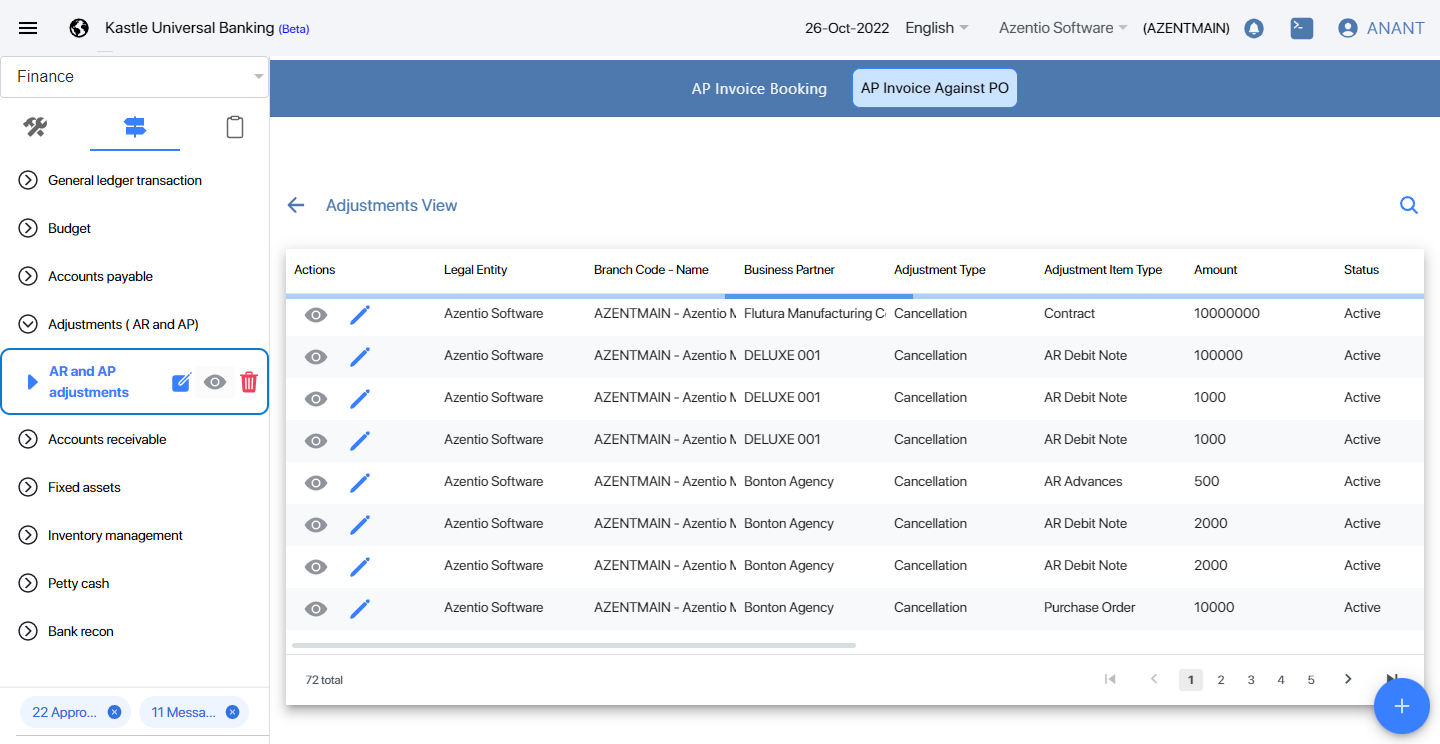 Kastle Universal Banking (Beta)
26-Oct-2022 English Azentio Software (AZENTMAIN) ANANT
Finance
AP Invoice Booking AP Invoice Against PO
General ledger transaction
Budget
Accounts payable
Adjustments ( AR and AP)
AR and AP
adjustments
Accounts receivable
Fixed assets
Inventory management
Petty cash
Bank recon
22 Appro... 11 Messa...
Adjustments View
Actions Legal Entity Branch Code - Name Business Partner Adjustment Type Adjustment Item Type Amount Status
Azentio Software AZENTMAIN - Azentio M Flutura Manufacturing Co Cancellation Contract 10000000 Active
Azentio Software AZENTMAIN - Azentio M DELUXE 001 Cancellation AR Debit Note 100000 Active
Azentio Software AZENTMAIN - Azentio M DELUXE 001 Cancellation AR Debit Note 1000 Active
Azentio Software AZENTMAIN - Azentio M DELUXE 001 Cancellation AR Debit Note 1000 Active
Azentio Software AZENTMAIN - Azentio M Bonton Agency Cancellation AR Advances 500 Active
Azentio Software AZENTMAIN - Azentio M Bonton Agency Cancellation AR Debit Note 2000 Active
Azentio Software AZENTMAIN - Azentio M Bonton Agency Cancellation AR Debit Note 2000 Active
Azentio Software AZENTMAIN - Azentio M Bonton Agency Cancellation Purchase Order 10000 Active
72 total 1 2 3 4 5